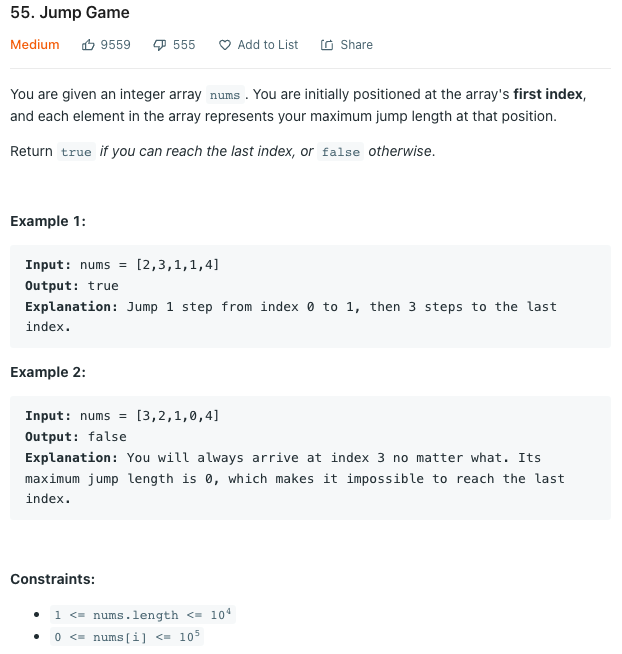 55. Jump Game
Medium 9559 555 Add to List Share
You are given an integer array nums . You are initially positioned at the array's first index,
and each element in the array represents your maximum jump length at that position.
Return true if you can reach the last index, or false otherwise.
Example 1:
Input: nums = [2,3,1,1,4]
Output: true
Explanation: Jump 1 step from index 0 to 1, then 3 steps to the last
index.
Example 2:
Input: nums = [3,2,1,0,4]
Output: false
Explanation: You will always arrive at index 3 no matter what. Its
maximum jump length is 0, which makes it impossible to reach the last
index.
Constraints:
• 1 <= nums.length <= 10⁴
• 0 <= nums[i] <= 10⁵